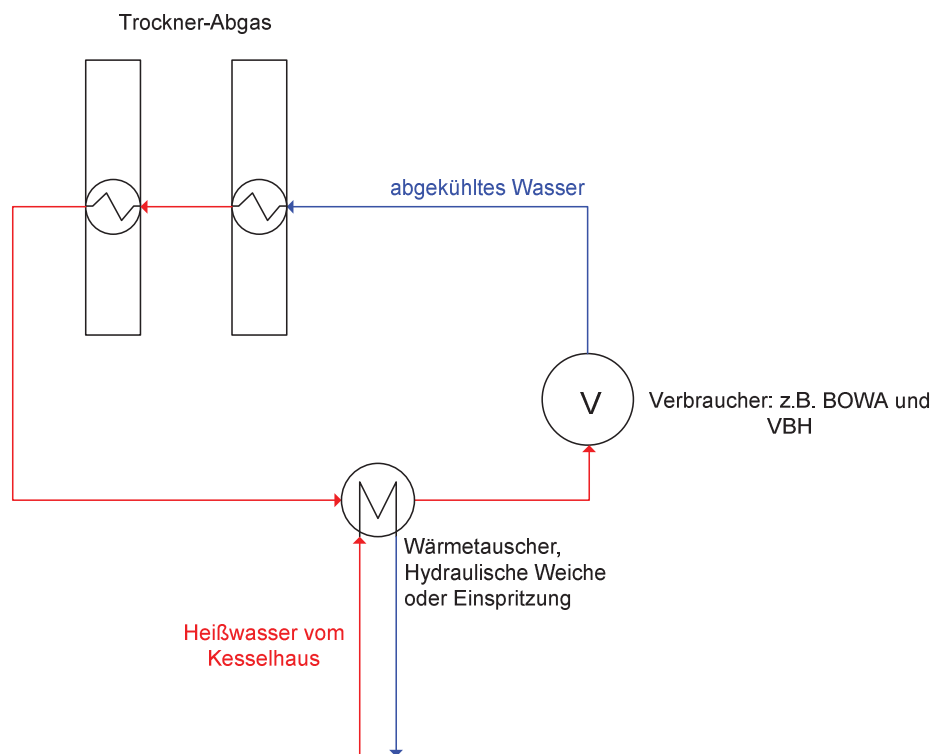 Trockner-Abgas
abgekühltes Wasser
V
Verbraucher: z.B. BOWA und
VBH
Wärmetauscher,
Hydraulische Weiche
oder Einspritzung
Heißwasser vom
Kesselhaus